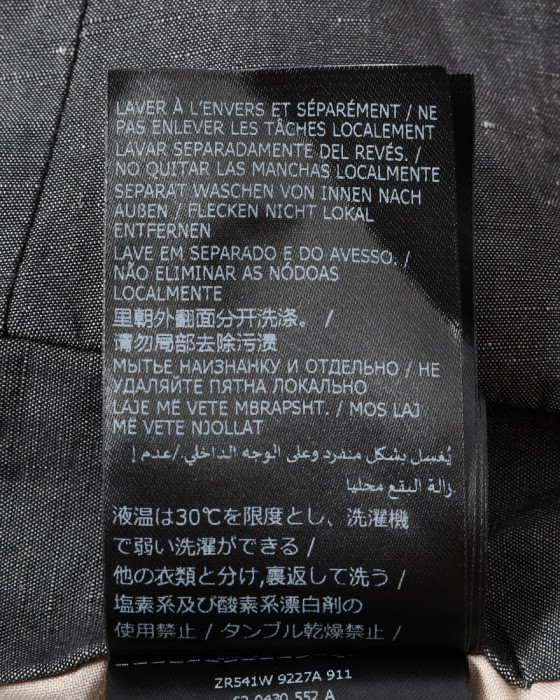 LAVER À L'ENVERS ET SÉPARÉMENT / NE
PAS ENLEVER LES TÂCHES LOCALEMENT
LAVAR SEPARADAMENTE DEL REVÉS. /
NO QUITAR LAS MANCHAS LOCALMENTE
SEPARAT WASCHEN VON INNEN NACH
AUßEN / FLECKEN NICHT LOKAL
ENTFERNEN
LAVE EM SEPARADO E DO AVESSO. /
NÃO ELIMINAR AS NÓDOAS
LOCALMENTE
里朝外翻面分开洗涤。 /
请勿局部去除污渍
МЫТЬЕ НАИЗНАНКУ И ОТДЕЛЬНО / НЕ
УДАЛЯЙТЕ ПЯТНА ЛОКАЛЬНО
LAJE MË VETE MBRAPSHT. / MOS LAJ
MË VETE NJOLLAT
يُغسل بشكل منفرد وعلى الوجه الداخلي /عدم إ
زالة البقع محليا
液温は30℃を限度とし、洗濯機
で弱い洗濯ができる /
他の衣類と分け,裏返して洗う /
塩素系及び酸素系漂白剤の
使用禁止 / タンブル乾燥禁止 /
ZR541W 9227A 911
62 0430 552 A